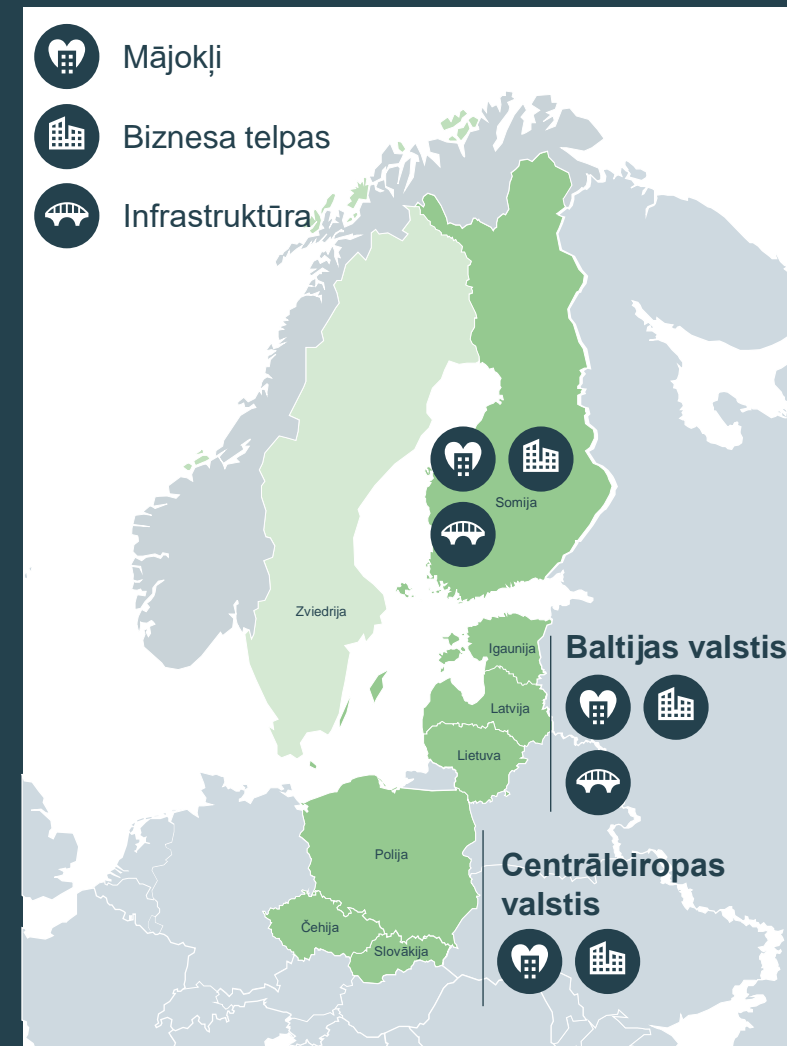 Mājokļi
Biznesa telpas
Infrastruktūra
Somija
Zviedrija
Igaunija
Baltijas valstis
Latvija
Lietuva
Polija
Centrāleiropas
valstis
Čehija
Slovākija